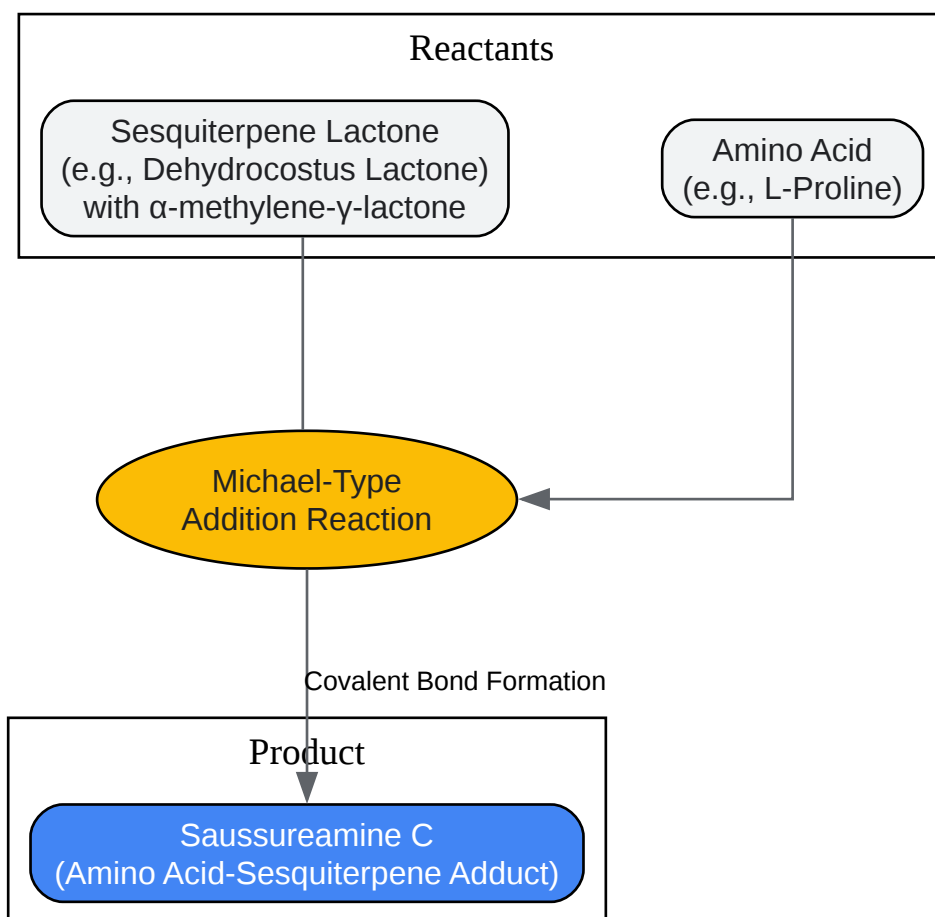 Reactants
Sesquiterpene Lactone
(e.g., Dehydrocostus Lactone)
with α-methylene-γ-lactone
Amino Acid
(e.g., L-Proline)
Michael-Type
Addition Reaction
Covalent Bond Formation
Product
Saussureamine C
(Amino Acid-Sesquiterpene Adduct)